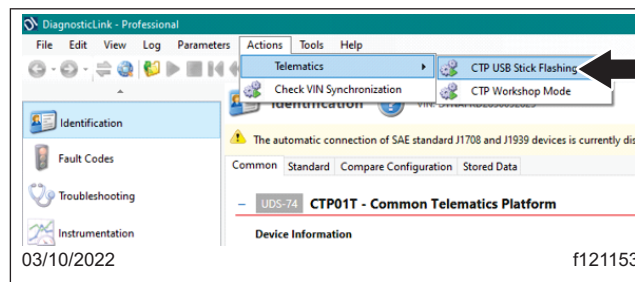 DiagnosticLink - Professional
File Edit View Log Parameters Actions Tools Help
Telematics CTP USB Stick Flashing
Check VIN Synchronization CTP Workshop Mode
Identification VIN:
Identification
The automatic connection of SAE standard J1708 and J1939 devices is currently dis
Fault Codes
Common Standard Compare Configuration Stored Data
Troubleshooting
UDS-74 CTP01T - Common Telematics Platform
Instrumentation
Device Information
03/10/2022 f121153